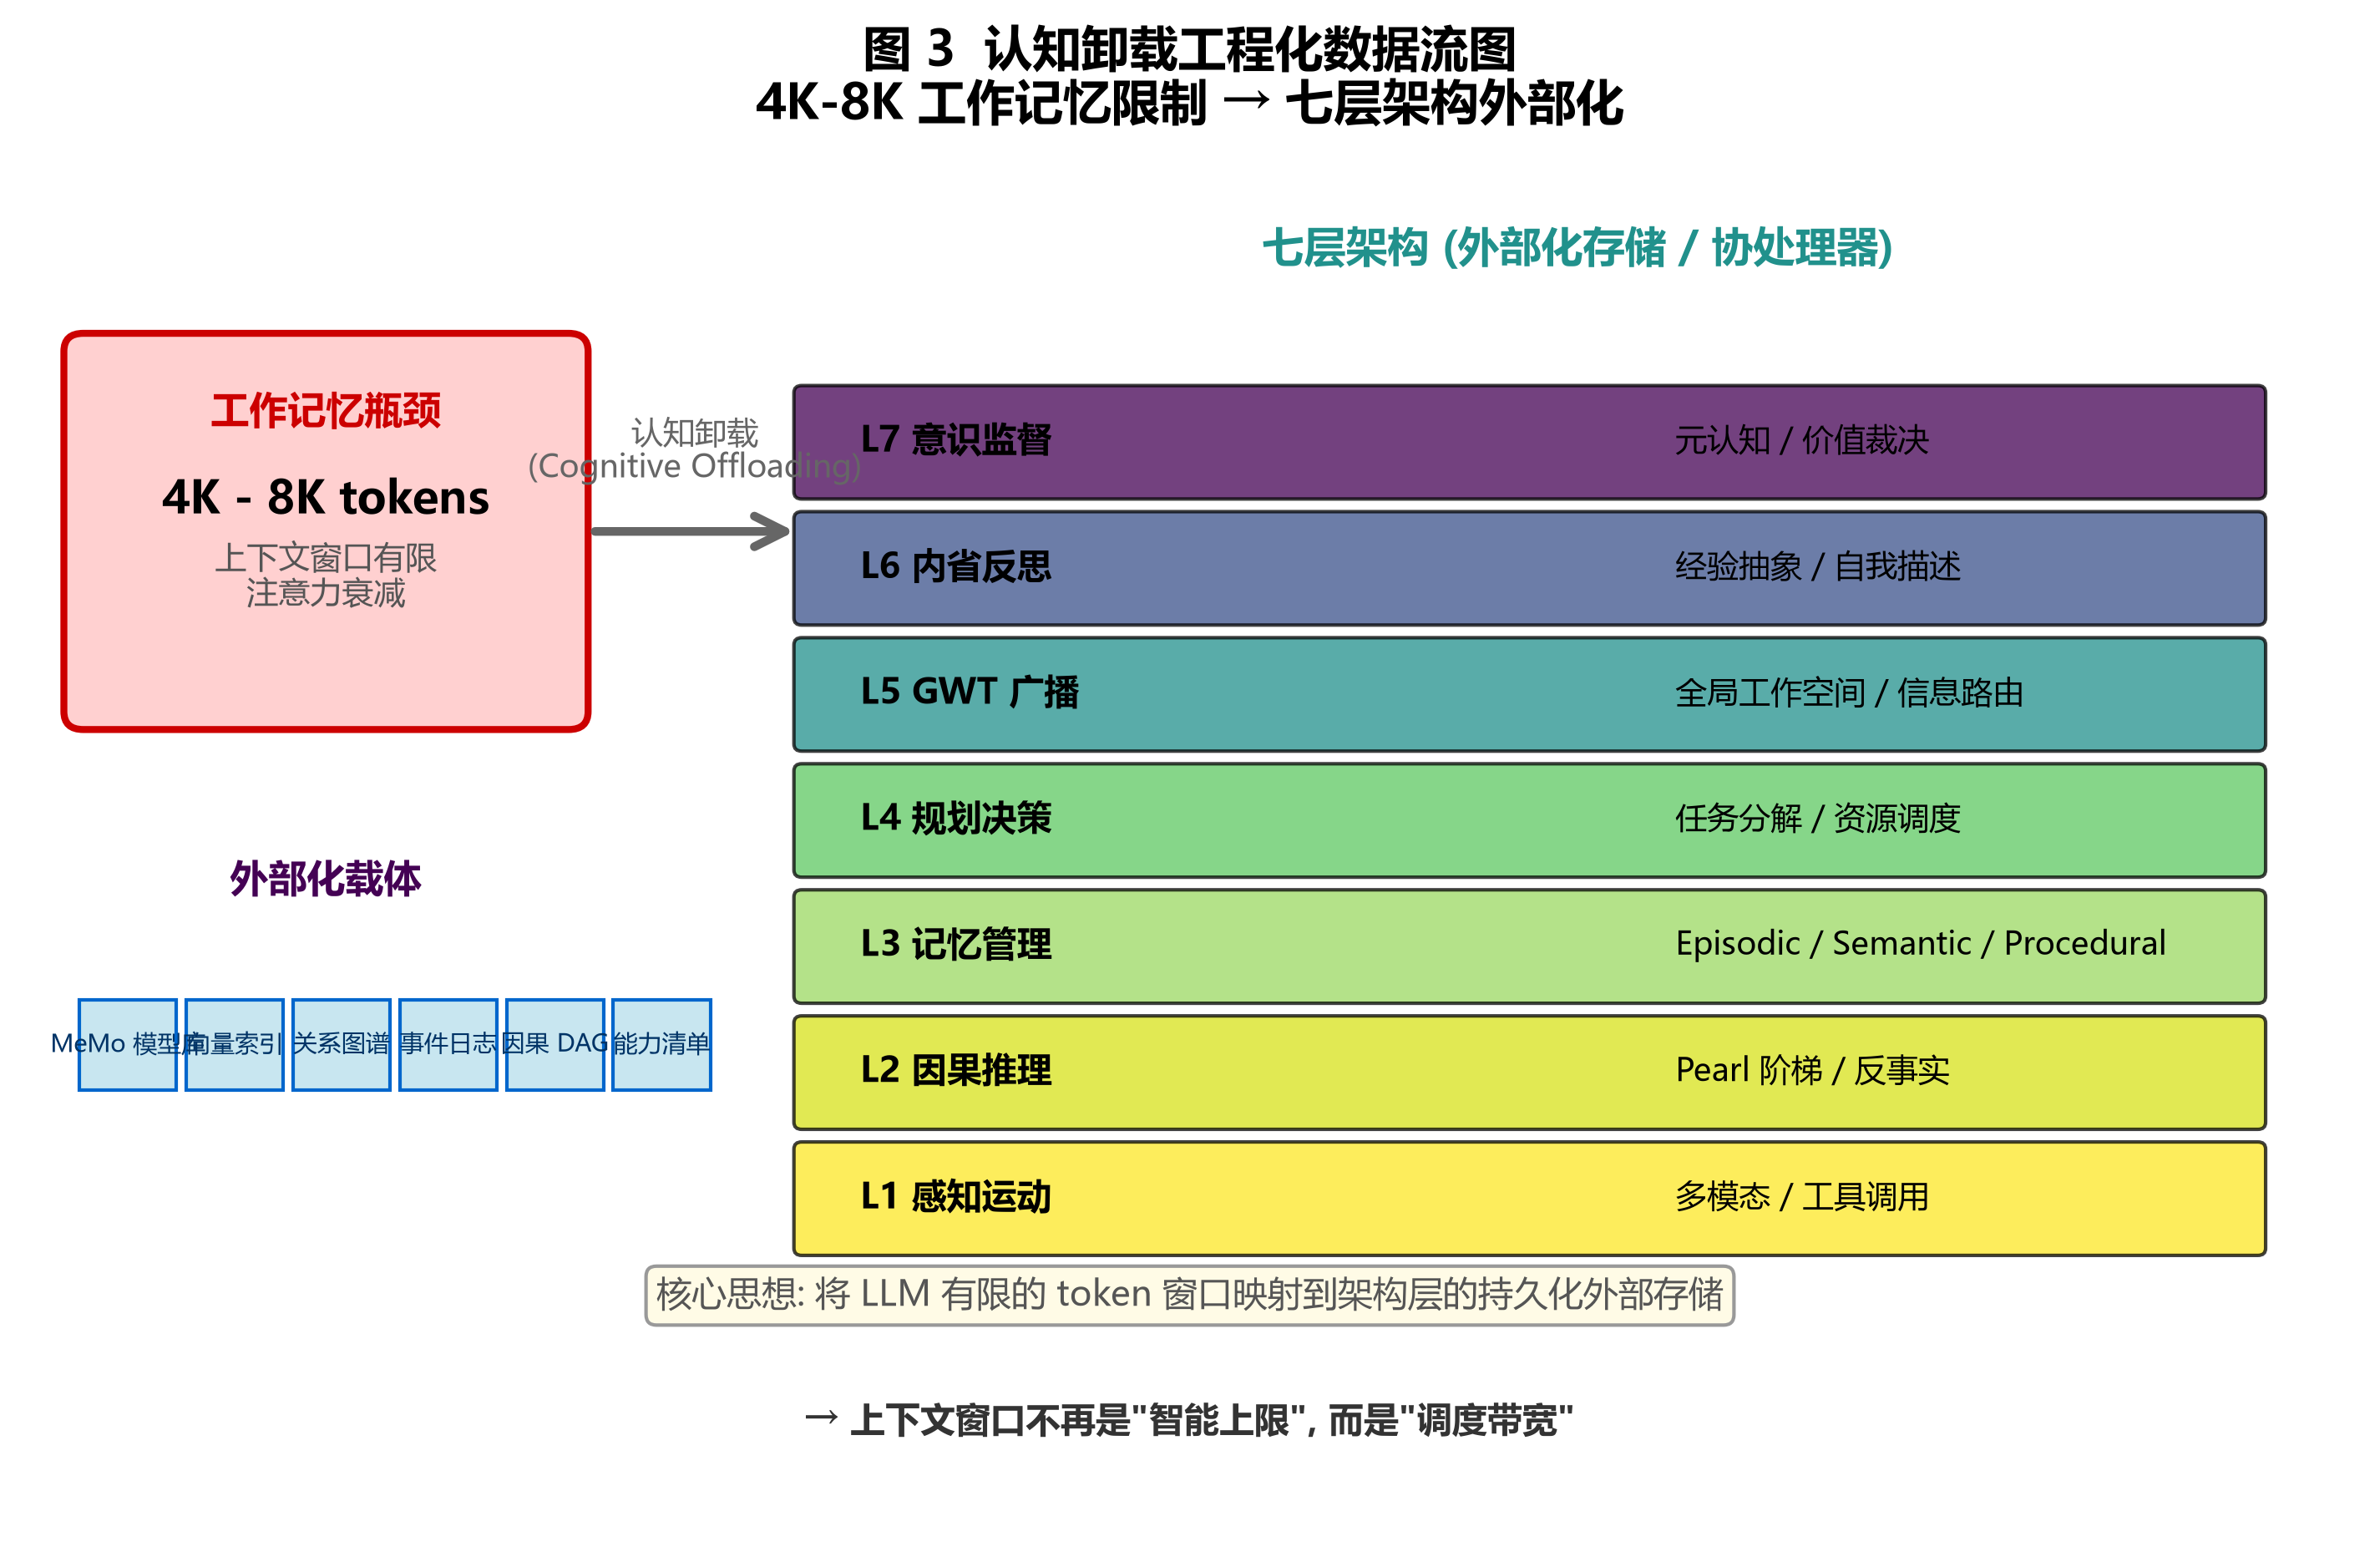 图 3 认知卸载工程化数据流图
4K-8K 工作记忆限制 → 七层架构外部化
七层架构 (外部化存储 / 协处理器)
工作记忆瓶颈
4K - 8K tokens
上下文窗口有限
注意力衰减
认知卸载
(Cognitive Offloading)
L7 意识监督 元认知 / 价值裁决
L6 内省反思 经验抽象 / 自我描述
L5 GWT 广播 全局工作空间 / 信息路由
L4 规划决策 任务分解 / 资源调度
L3 记忆管理 Episodic / Semantic / Procedural
L2 因果推理 Pearl 阶梯 / 反事实
L1 感知运动 多模态 / 工具调用
外部化载体
MeMo 模型库 向量索引 关系图谱 事件日志 因果 DAG 能力清单
核心思想: 将 LLM 有限的 token 窗口映射到架构层的持久化外部存储
→ 上下文窗口不再是"智能上限", 而是"调度带宽"